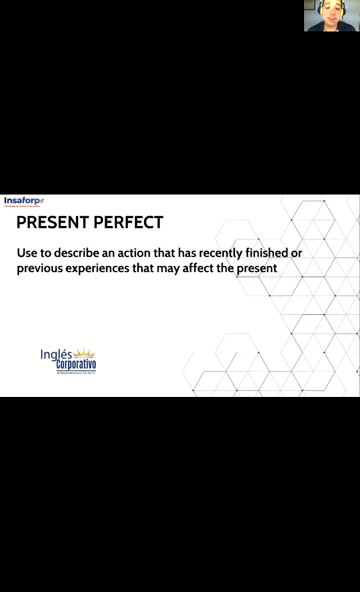 Insaforp
PRESENT PERFECT
Use to describe an action that has recently finished or
previous experiences that may affect the present
Inglés
Corporativo